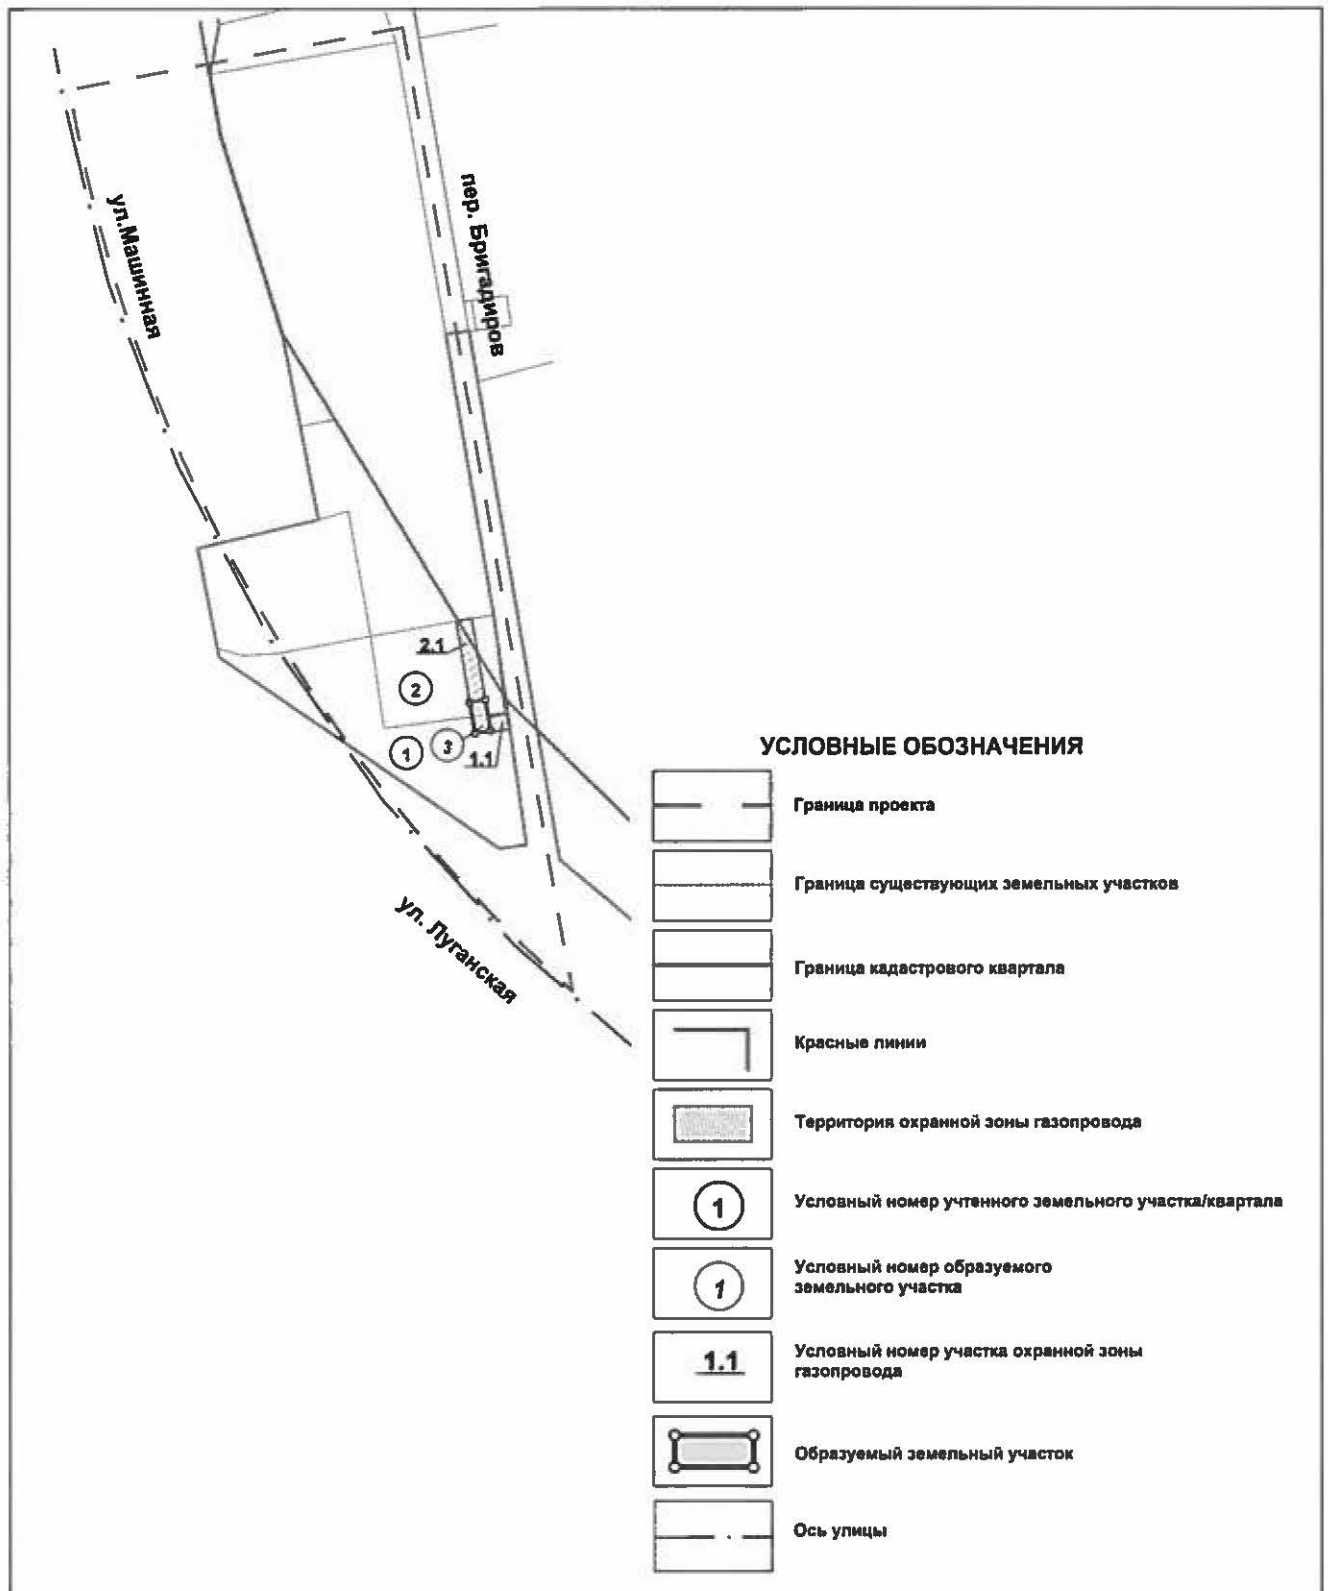 ул.Машинная
пер. Бригадиров
2.1
2
1
3
1.1
ул. Луганская
УСЛОВНЫЕ ОБОЗНАЧЕНИЯ
Граница проекта
Граница существующих земельных участков
Граница кадастрового квартала
Красные линии
Территория охранной зоны газопровода
1
Условный номер учтенного земельного участка/квартала
1
Условный номер образуемого
земельного участка
1.1
Условный номер участка охранной зоны
газопровода
Образуемый земельный участок
Ось улицы